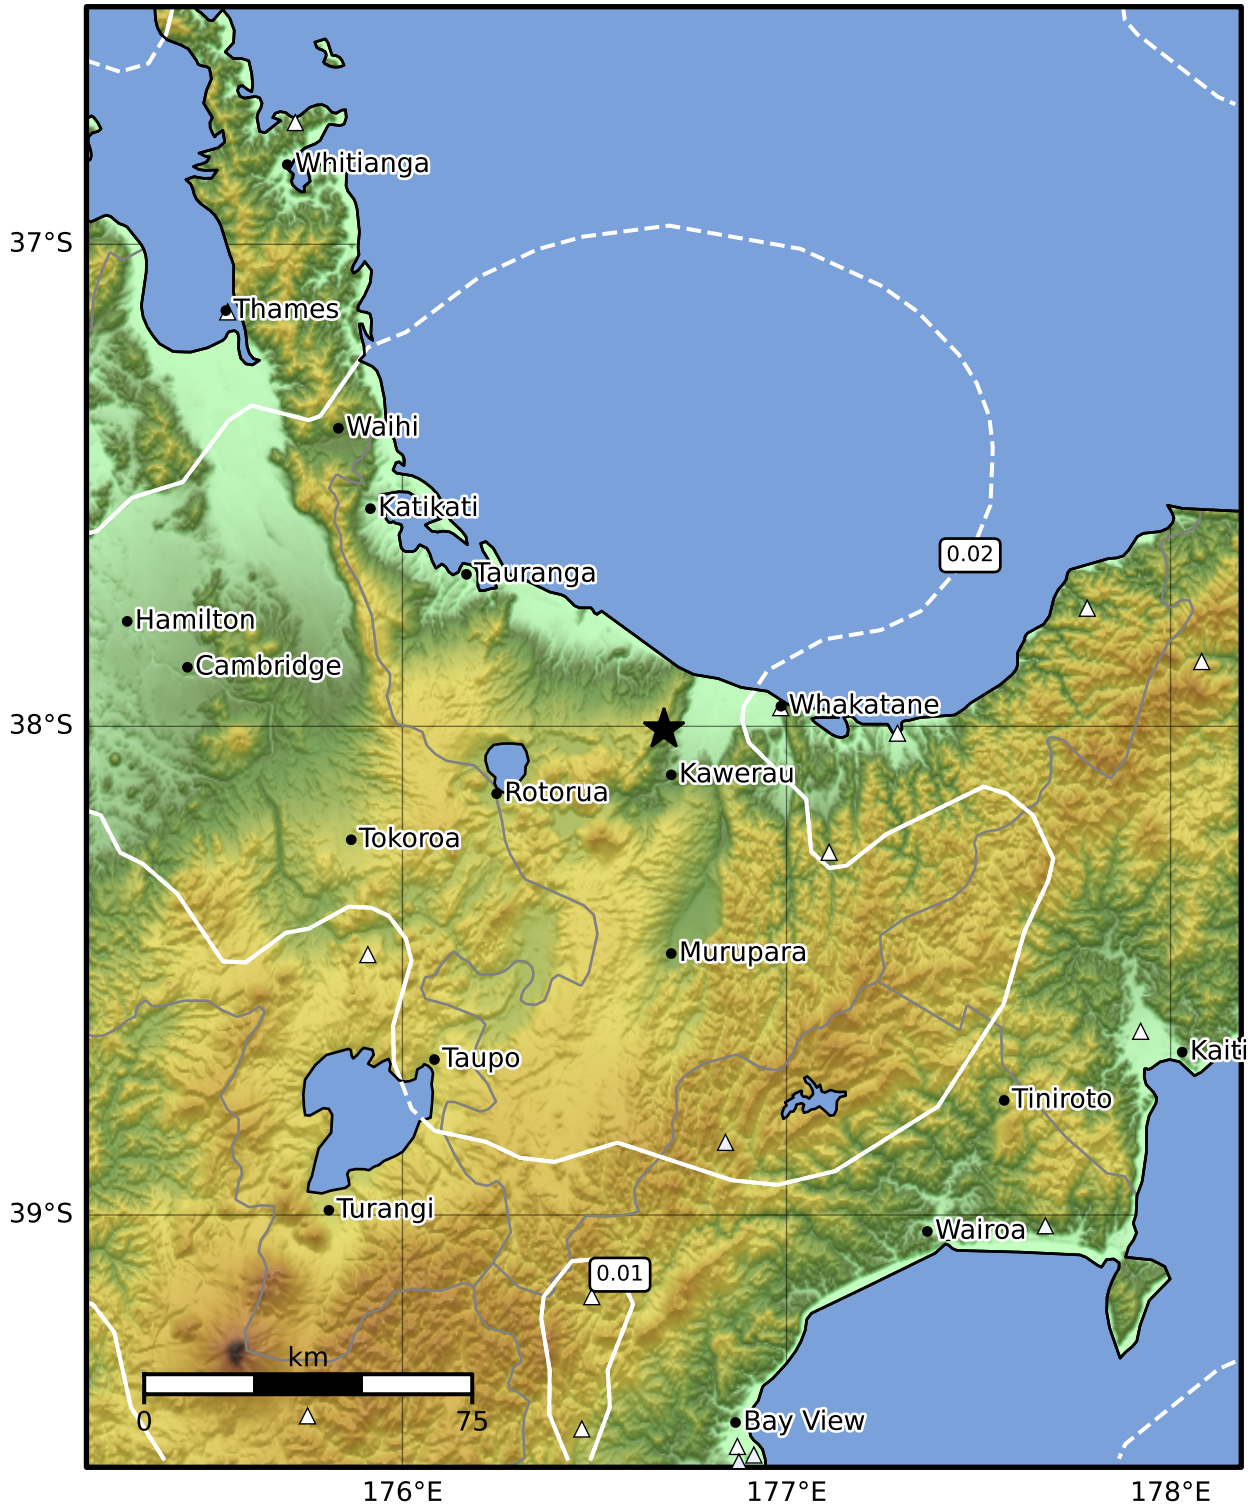 Whitianga
37°S
Thames
Waihi
Katikati
0.02
Tauranga
Hamilton
Cambridge
Whakatane
38°S
Kawerau
Rotorua
Tokoroa
Murupara
Kaiti
Taupo
Tiniroto
39°S
Turangi
Wairoa
0.01
km
0
75
Bay View
176°E
177°E
178°E